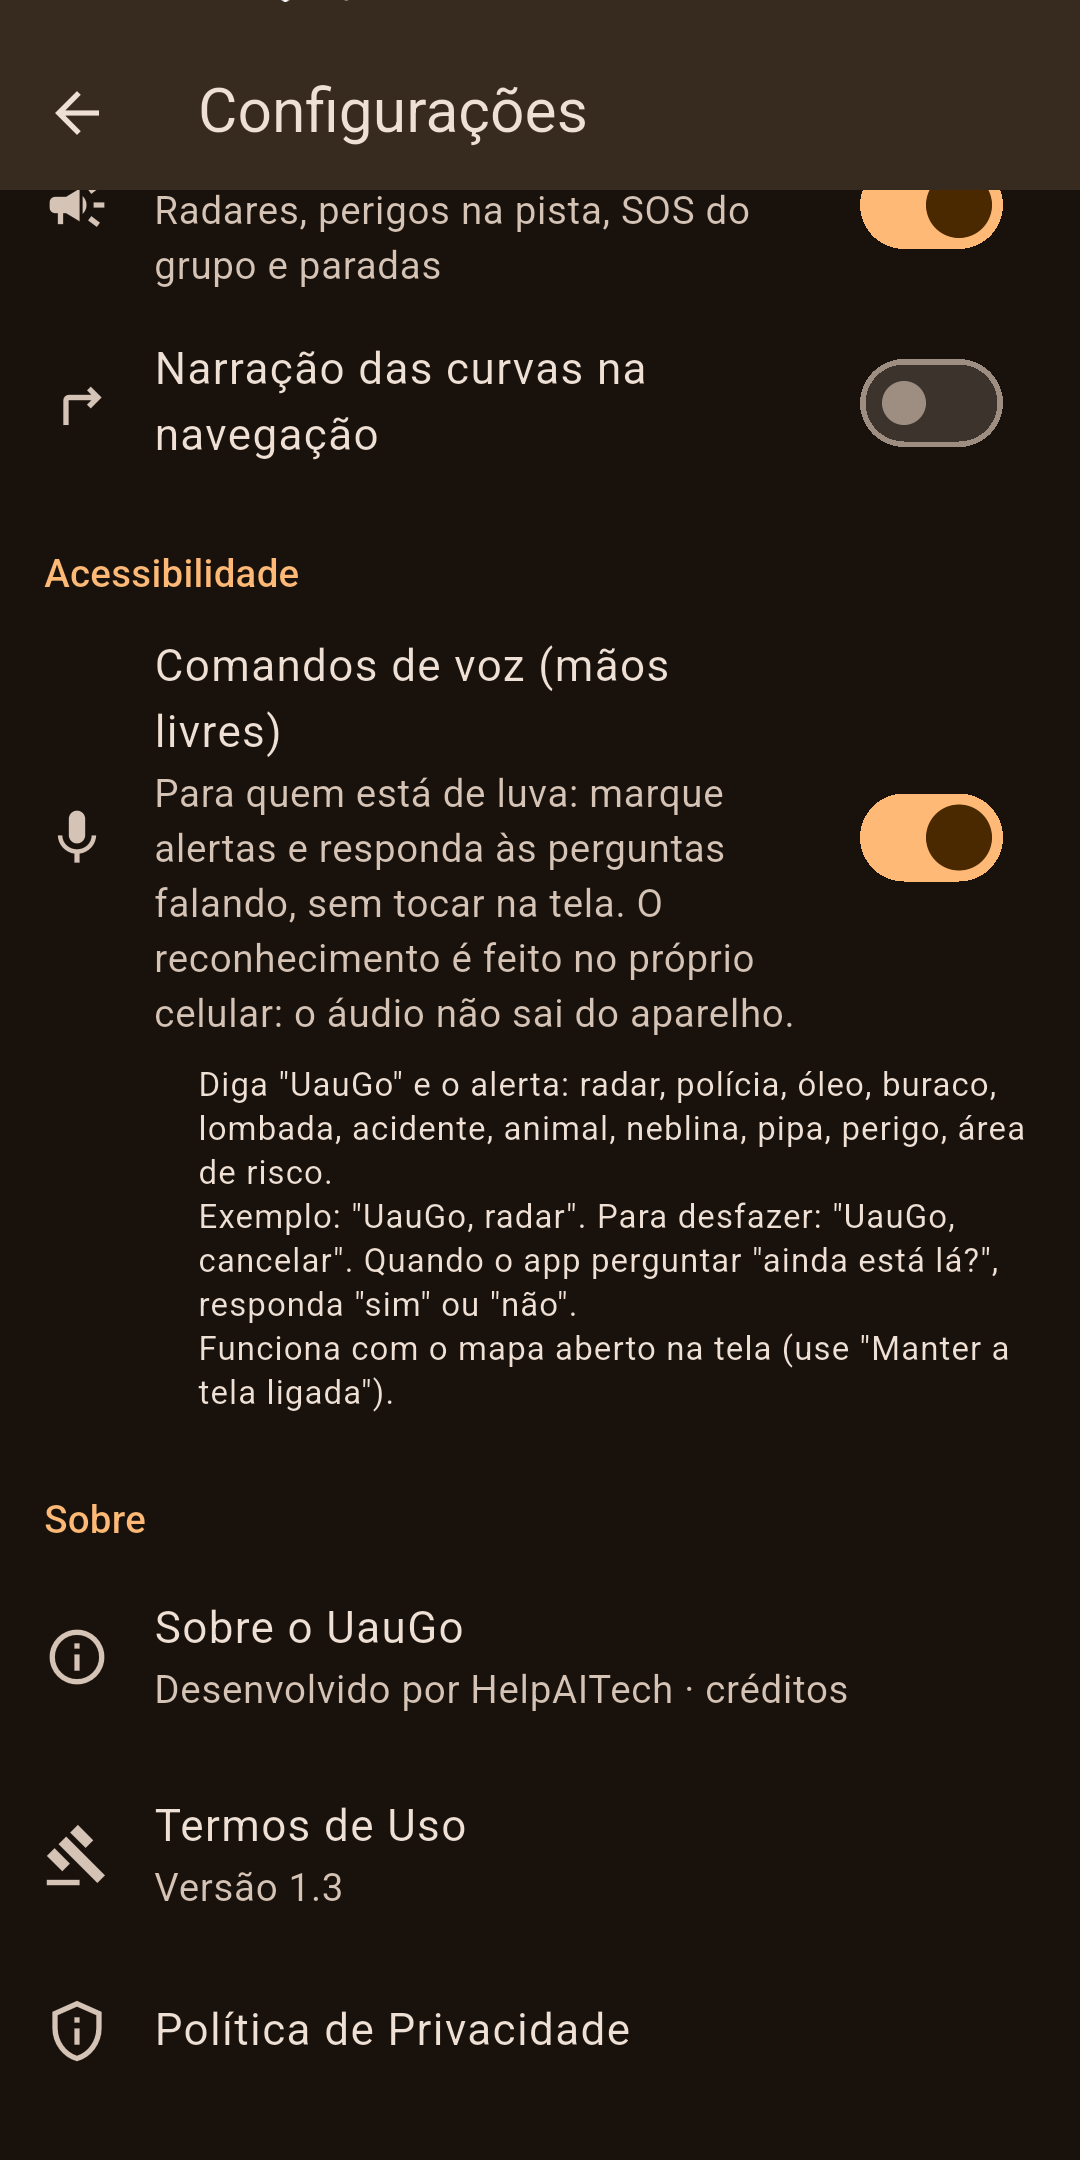 Configurações
Radares, perigos na pista, SOS do
grupo e paradas
Narração das curvas na
navegação
Acessibilidade
Comandos de voz (mãos
livres)
Para quem está de luva: marque
alertas e responda às perguntas
falando, sem tocar na tela. O
reconhecimento é feito no próprio
celular: o áudio não sai do aparelho.
Diga "UauGo" e o alerta: radar, polícia, óleo, buraco,
lombada, acidente, animal, neblina, pipa, perigo, área
de risco.
Exemplo: "UauGo, radar". Para desfazer: "UauGo,
cancelar". Quando o app perguntar "ainda está lá?",
responda "sim" ou "não".
Funciona com o mapa aberto na tela (use "Manter a
tela ligada").
Sobre
Sobre o UauGo
Desenvolvido por HelpAITech · créditos
Termos de Uso
Versão 1.3
Política de Privacidade